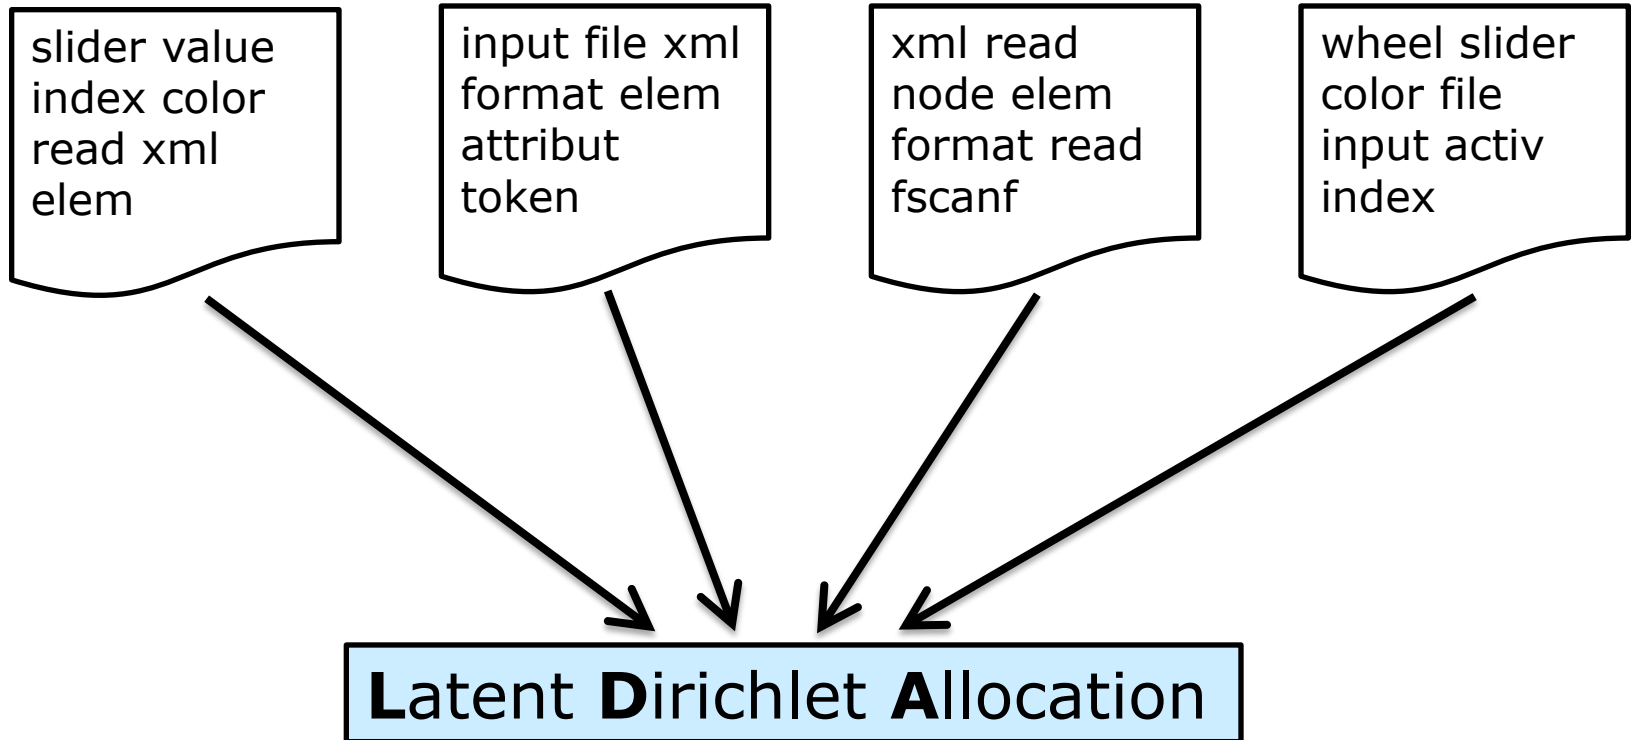 slider value
index color
read xml
elem
input file xml
format elem
attribut
token
xml read
node elem
format read
fscanf
wheel slider
color file
input activ
index
Latent Dirichlet Allocation